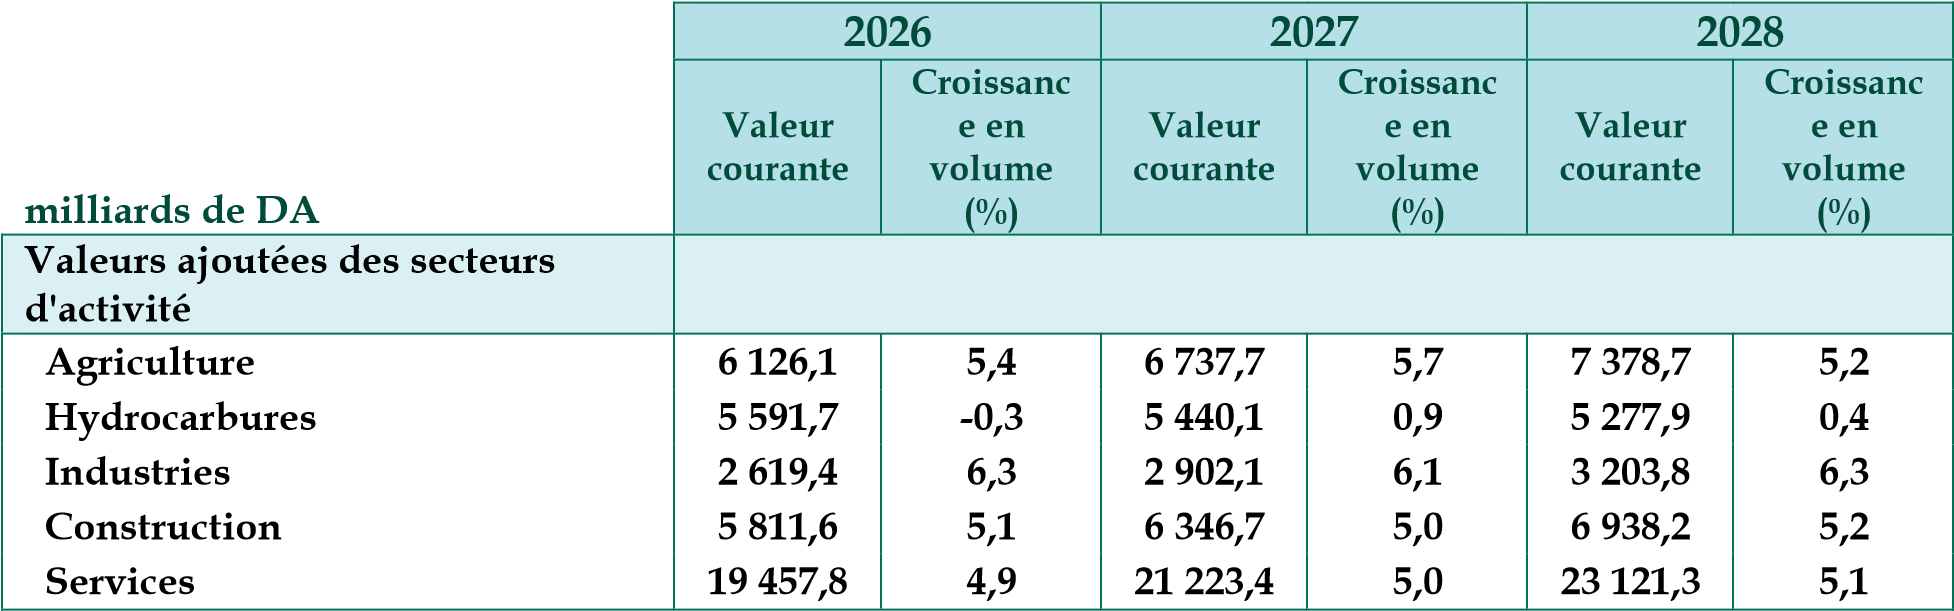 2026 2027 2028
Croissanc Croissanc Croissanc
Valeur e en Valeur e en Valeur e en
courante volume courante volume courante volume
milliards de DA (%) (%) (%)
Valeurs ajoutées des secteurs
d'activité
Agriculture 6 126,1 5,4 6 737,7 5,7 7 378,7 5,2
Hydrocarbures 5 591,7 -0,3 5 440,1 0,9 5 277,9 0,4
Industries 2 619,4 6,3 2 902,1 6,1 3 203,8 6,3
Construction 5 811,6 5,1 6 346,7 5,0 6 938,2 5,2
Services 19 457,8 4,9 21 223,4 5,0 23 121,3 5,1